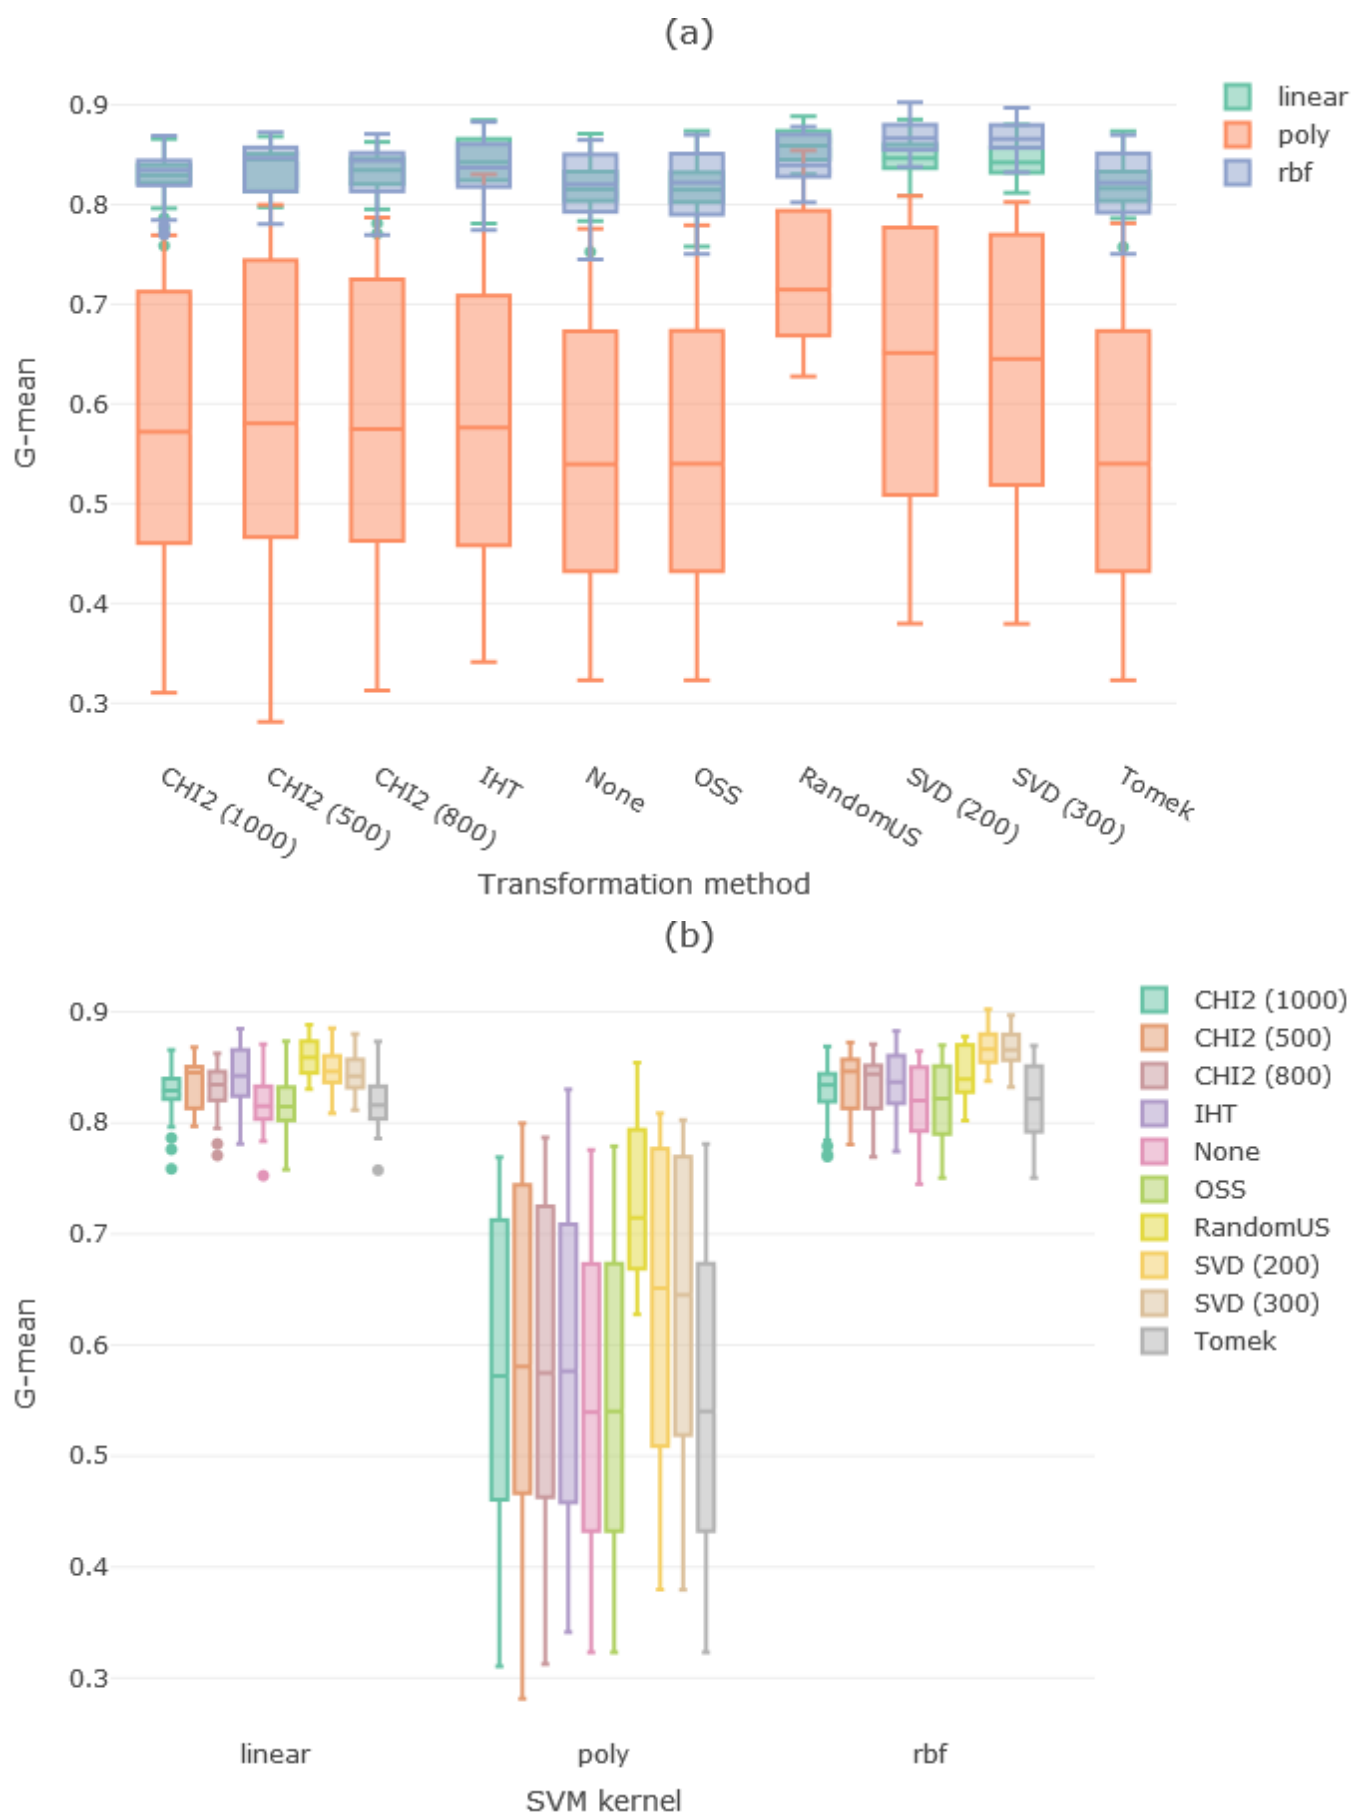 (a)
linear
poly
rbf
0.9
0.8
0.7
0.6
0.5
0.4
0.3
G-mean
CHI2 (1000)
CHI2 (500)
CHI2 (800)
IHT
None
OSS
RandomUS
SVD (200)
SVD (300)
Tomek
Transformation method
(b)
CHI2 (1000)
CHI2 (500)
CHI2 (800)
IHT
None
OSS
RandomUS
SVD (200)
SVD (300)
Tomek
0.9
0.8
0.7
0.6
0.5
0.4
0.3
G-mean
linear
poly
rbf
SVM kernel